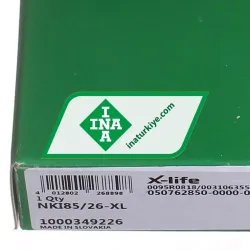 INA
INA
inaturkiye.com
X-life
4 012802 268898
0095R0818/003106355
1 Qty
050762850-0000-0
NKI85/26-XL
1000349226
MADE IN SLOVAKIA